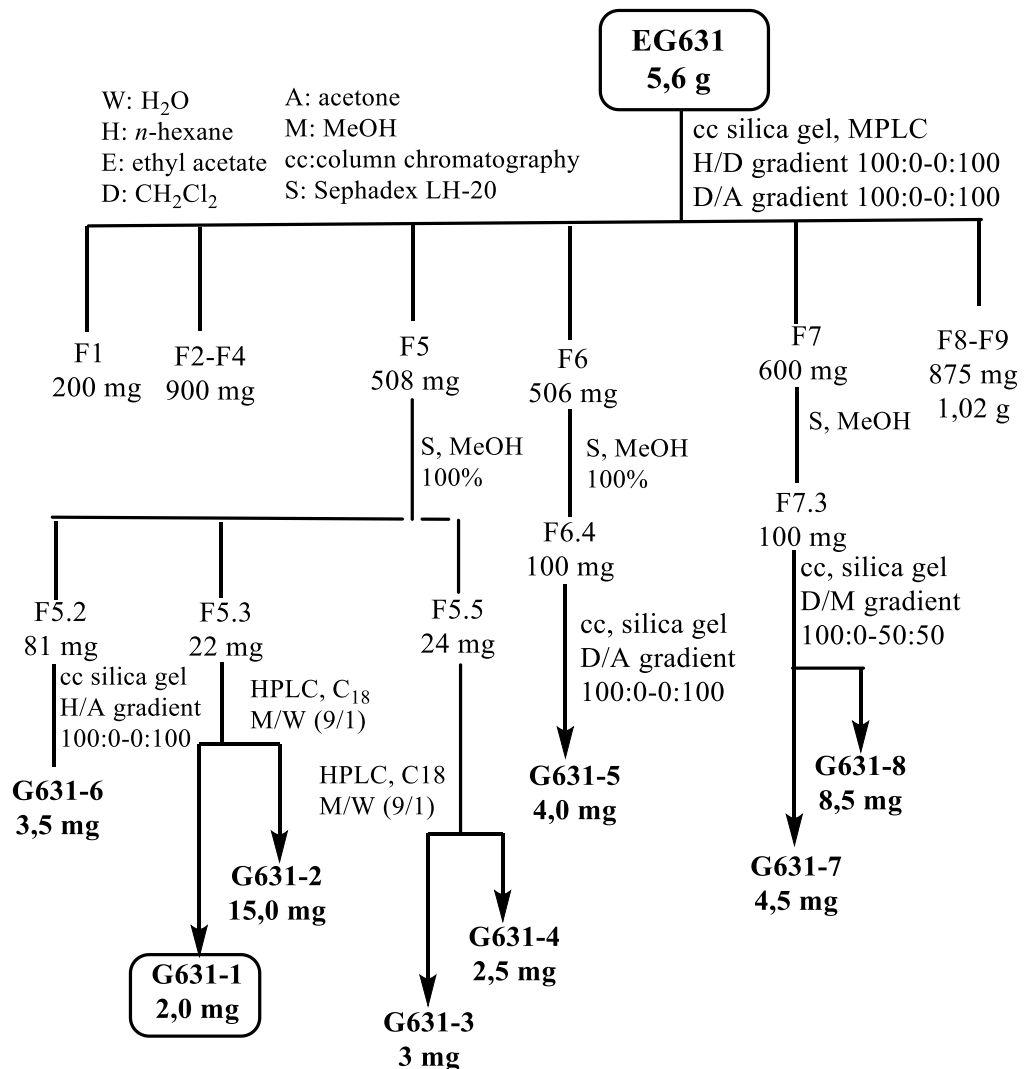 EG631
5,6 g
W: H₂O
H: n-hexane
E: ethyl acetate
D: CH₂Cl₂
A: acetone
M: MeOH
cc:column chromatography
S: Sephadex LH-20
cc silica gel, MPLC
H/D gradient 100:0-0:100
D/A gradient 100:0-0:100
F1
200 mg
F2-F4
900 mg
F5
508 mg
F6
506 mg
F7
600 mg
F8-F9
875 mg
1,02 g
S, MeOH
100%
S, MeOH
100%
S, MeOH
F5.2
81 mg
F5.3
22 mg
F5.5
24 mg
F6.4
100 mg
F7.3
100 mg
cc silica gel
H/A gradient
100:0-0:100
HPLC, C₁₈
M/W (9/1)
HPLC, C18
M/W (9/1)
cc, silica gel
D/A gradient
100:0-0:100
cc, silica gel
D/M gradient
100:0-50:50
G631-6
3,5 mg
G631-2
15,0 mg
G631-1
2,0 mg
G631-4
2,5 mg
G631-3
3 mg
G631-5
4,0 mg
G631-8
8,5 mg
G631-7
4,5 mg